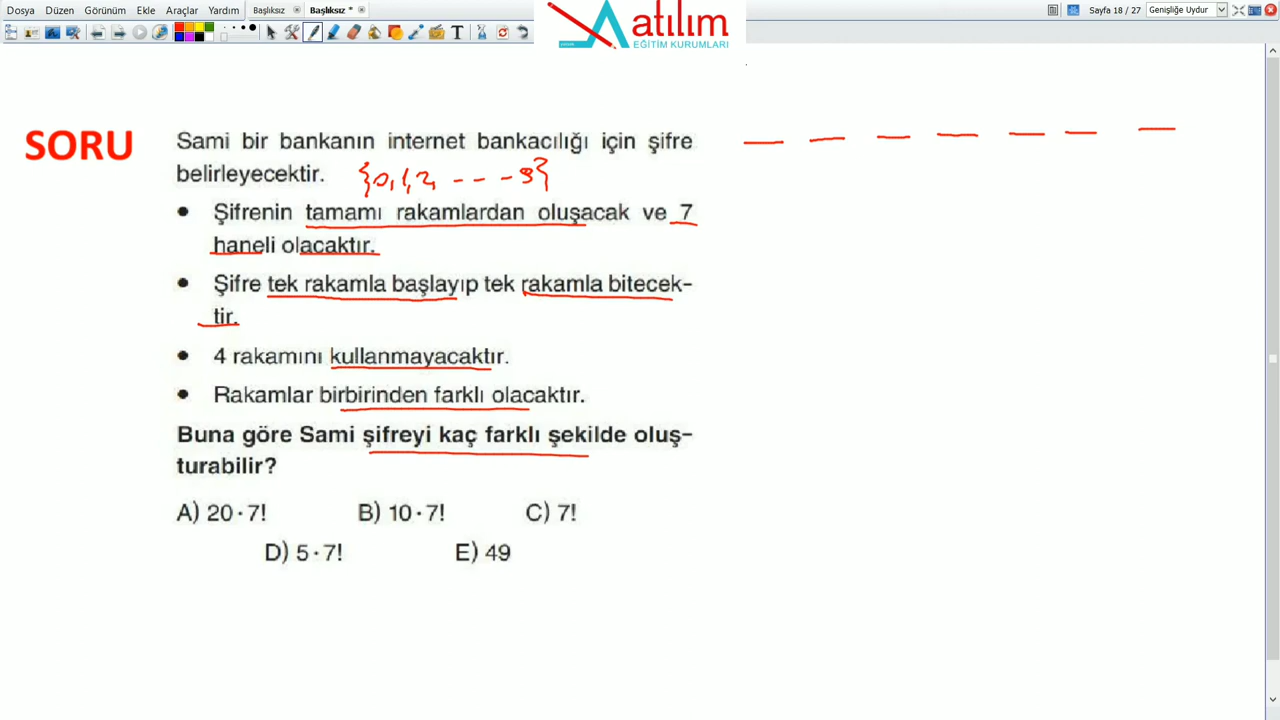 Dosya Düzen Görünüm Ekle Araçlar Yardım Başlıksız Başlıksız * Sayfa 18 / 27 Genişliğe Uydur
atılım
EĞİTİM KURUMLARI
SORU
Sami bir bankanın internet bankacılığı için şifre
belirleyecektir. {0,1,2, - - - 9}
• Şifrenin tamamı rakamlardan oluşacak ve 7
haneli olacaktır.
• Şifre tek rakamla başlayıp tek rakamla bitecek-
tir.
• 4 rakamını kullanmayacaktır.
• Rakamlar birbirinden farklı olacaktır.
Buna göre Sami şifreyi kaç farklı şekilde oluş-
turabilir?
A) 20 · 7! B) 10 · 7! C) 7!
D) 5 · 7! E) 49